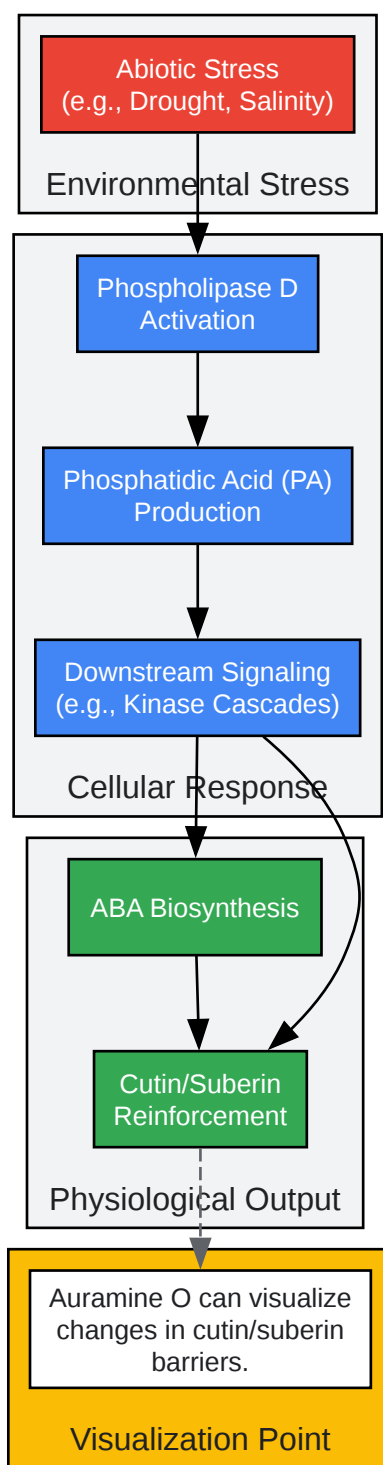 Abiotic Stress
(e.g., Drought, Salinity)
Environmental Stress
Phospholipase D
Activation
Phosphatidic Acid (PA)
Production
Downstream Signaling
(e.g., Kinase Cascades)
Cellular Response
ABA Biosynthesis
Cutin/Suberin
Reinforcement
Physiological Output
Auramine O can visualize
changes in cutin/suberin
barriers.
Visualization Point